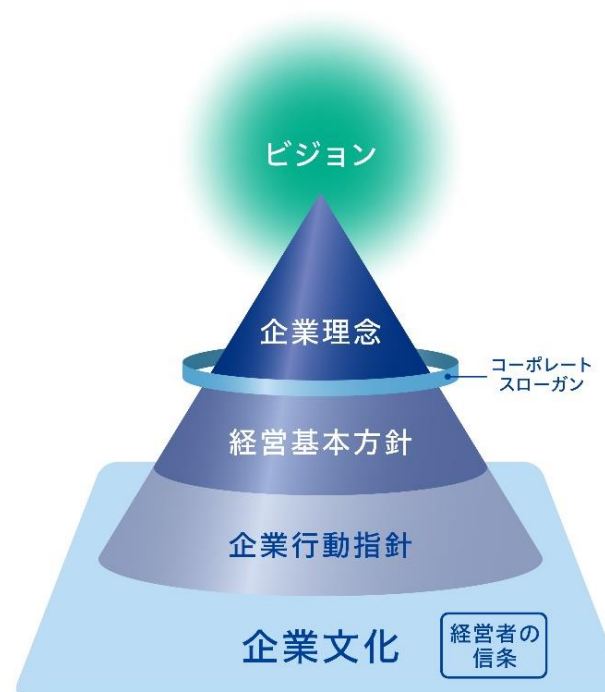 ビジョン
企業理念
コーポレート
スローガン
経営基本方針
企業行動指針
企業文化
経営者の
信条